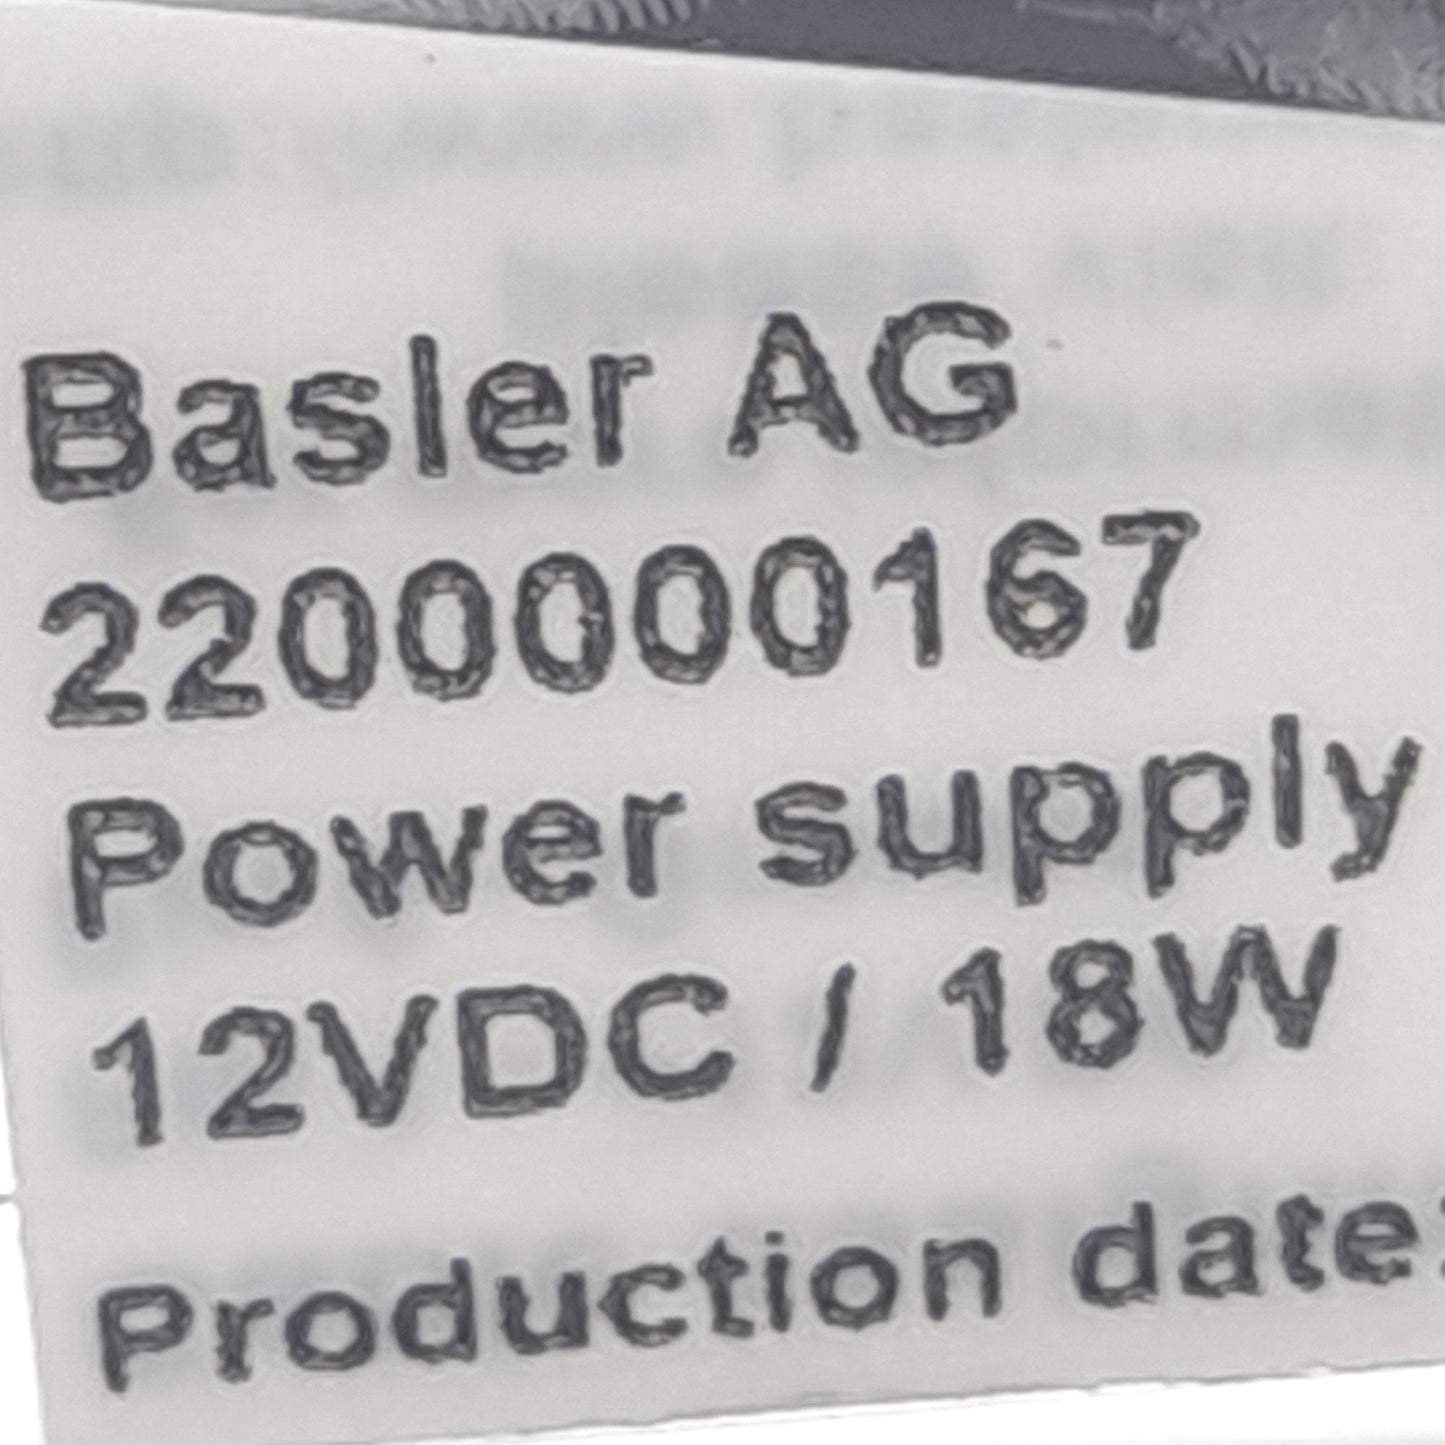 Basler AG
2200000167
Power supply
12VDC / 18W
Production date: